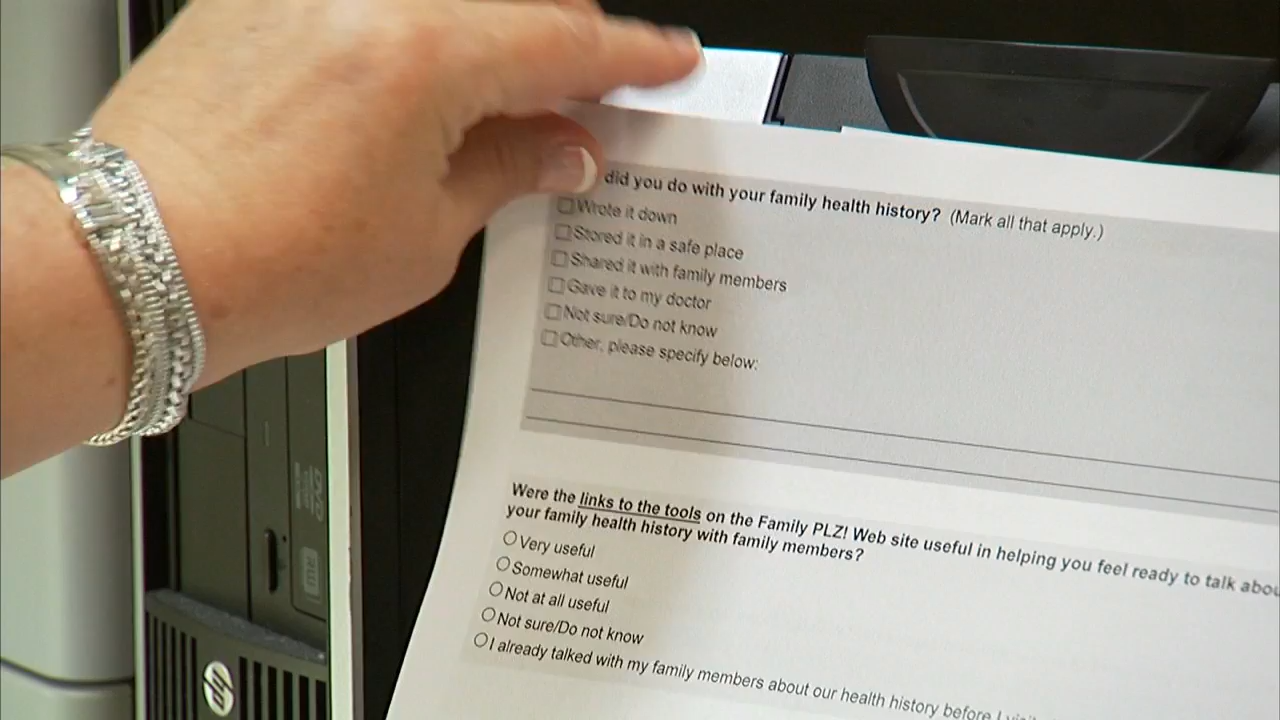 did you do with your family health history? (Mark all that apply.)
Wrote it down
Stored it in a safe place
Shared it with family members
Gave it to my doctor
Not sure/Do not know
Other, please specify below:
Were the links to the tools on the Family PLZ! Web site useful in helping you feel ready to talk about
your family health history with family members?
Very useful
Somewhat useful
Not at all useful
Not sure/Do not know
I already talked with my family members about our health history before I
DVD
RW
hp